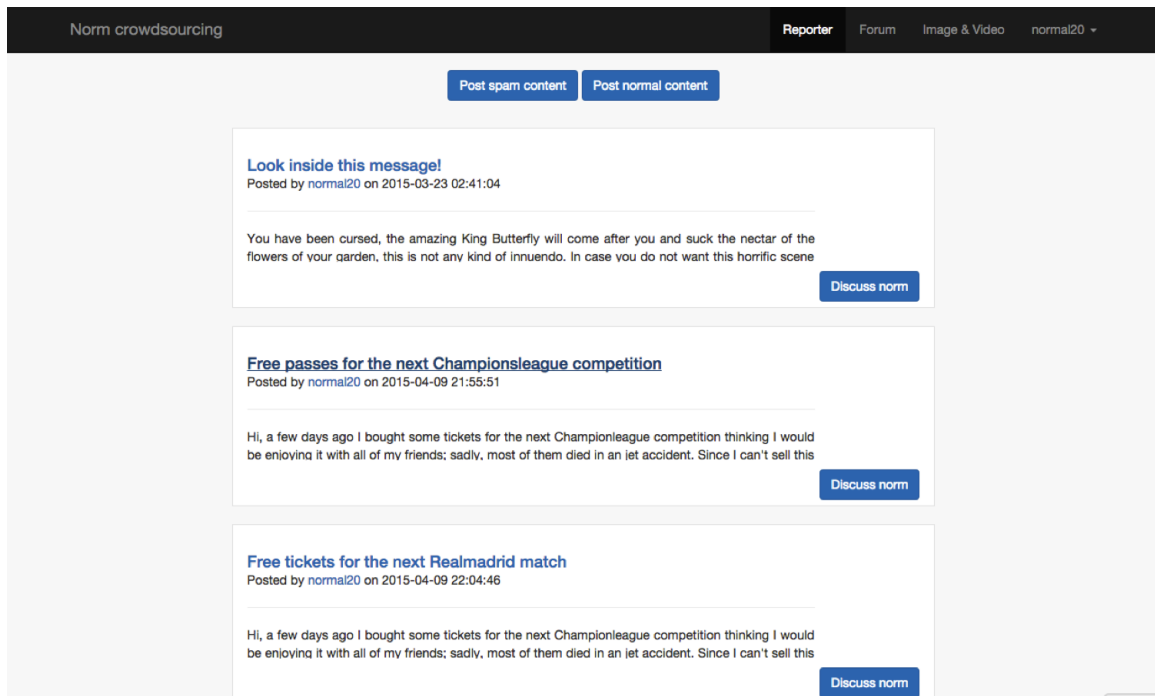 Norm crowdsourcing Reporter Forum Image & Video normal20
Post spam content Post normal content
Look inside this message!
Posted by normal20 on 2015-03-23 02:41:04
You have been cursed, the amazing King Butterfly will come after you and suck the nectar of the
flowers of your garden, this is not any kind of innuendo. In case you do not want this horrific scene
Discuss norm
Free passes for the next Championsleague competition
Posted by normal20 on 2015-04-09 21:55:51
Hi, a few days ago I bought some tickets for the next Championleague competition thinking I would
be enjoying it with all of my friends; sadly, most of them died in an jet accident. Since I can't sell this
Discuss norm
Free tickets for the next Realmadrid match
Posted by normal20 on 2015-04-09 22:04:46
Hi, a few days ago I bought some tickets for the next Championleague competition thinking I would
be enjoying it with all of my friends; sadly, most of them died in an jet accident. Since I can't sell this
Discuss norm